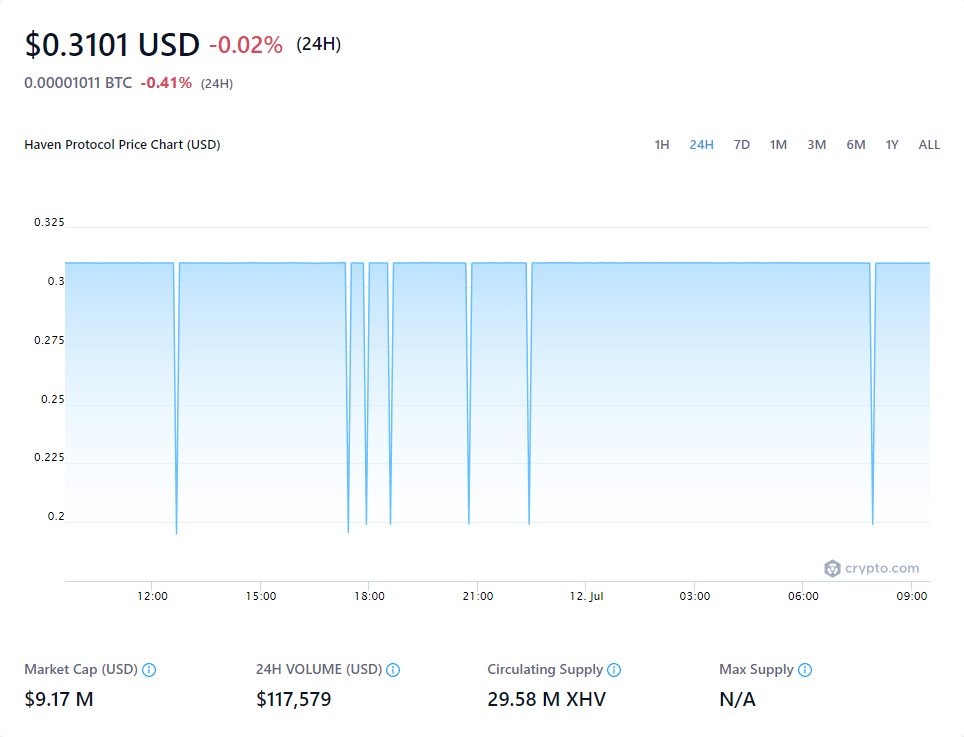 $0.3101 USD -0.02% (24H)
0.00001011 BTC -0.41% (24H)
Haven Protocol Price Chart (USD) 1H 24H 7D 1M 3M 6M 1Y ALL
0.325
0.3
0.275
0.25
0.225
0.2
crypto.com
12:00 15:00 18:00 21:00 12. Jul 03:00 06:00 09:00
Market Cap (USD) 24H VOLUME (USD) Circulating Supply Max Supply
$9.17 M $117,579 29.58 M XHV N/A